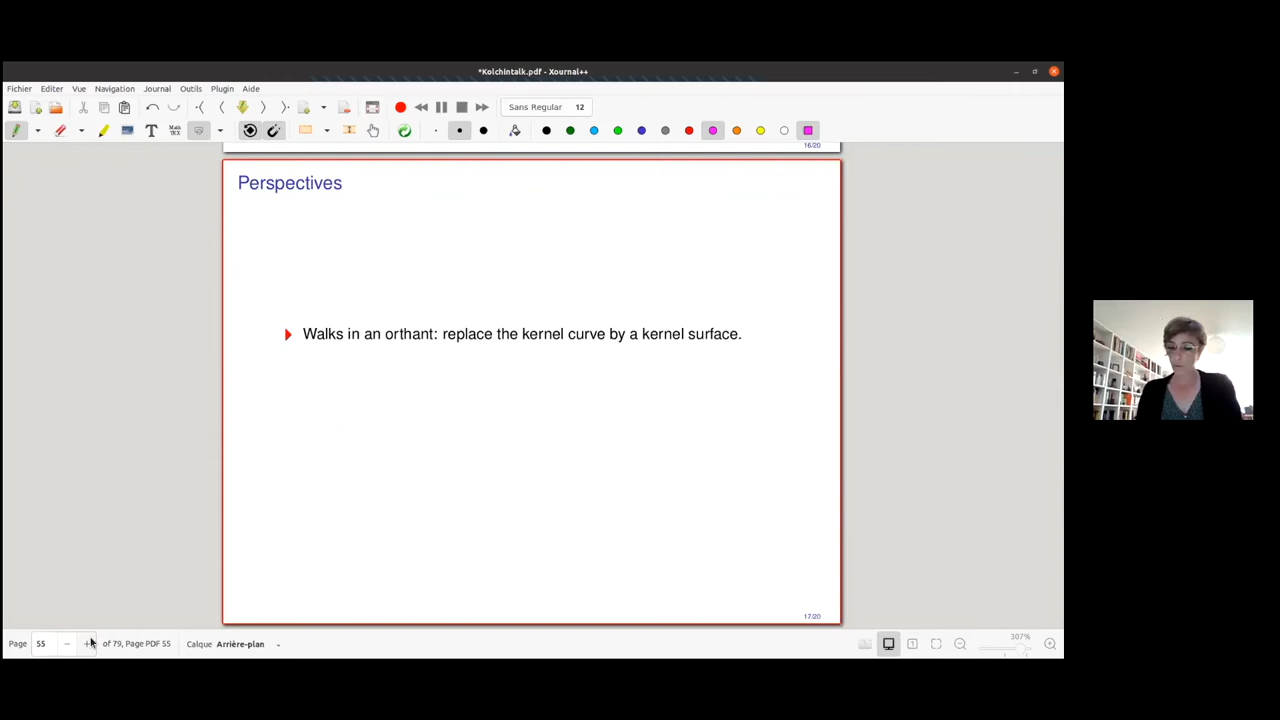 *Kolchintalk.pdf - Xournal++
Fichier Editer Vue Navigation Journal Outils Plugin Aide
Sans Regular 12
T Math TEX
16/20
Perspectives
Walks in an orthant: replace the kernel curve by a kernel surface.
17/20
Page 55 of 79, Page PDF 55 Calque Arrière-plan 307%